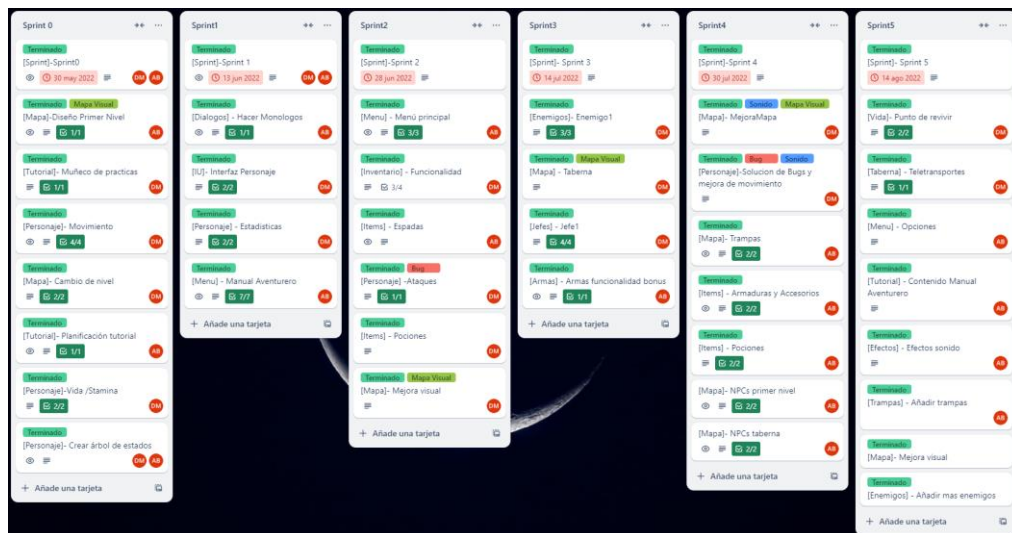 Sprint 0
Terminado
[Sprint]-Sprint0
30 may 2022
DM AB
Terminado Mapa Visual
[Mapa]-Diseño Primer Nivel
1/1
AB
Terminado
[Tutorial]- Muñeco de practicas
1/1
DM
Terminado
[Personaje]- Movimiento
4/4
DM
Terminado
[Mapa]- Cambio de nivel
2/2
DM
Terminado
[Tutorial]- Planificación tutorial
1/1
AB
Terminado
[Personaje]-Vida /Stamina
2/2
DM
Terminado
[Personaje]- Crear árbol de estados
DM AB
+ Añade una tarjeta
Sprint1
Terminado
[Sprint]-Sprint 1
13 jun 2022
DM AB
Terminado
[Dialogos] - Hacer Monologos
1/1
AB
Terminado
[IU]- Interfaz Personaje
2/2
DM
Terminado
[Personaje] - Estadisticas
2/2
DM
Terminado
[Menu] - Manual Aventurero
7/7
AB
+ Añade una tarjeta
Sprint2
Terminado
[Sprint]-Sprint 2
28 jun 2022
Terminado
[Menu] - Menú principal
3/3
AB
Terminado
[Inventario] - Funcionalidad
3/4
DM
Terminado
[Items] - Espadas
AB
Terminado Bug
[Personaje] -Ataques
1/1
DM
Terminado
[Items] - Pociones
DM
Terminado Mapa Visual
[Mapa]- Mejora visual
DM
+ Añade una tarjeta
Sprint3
Terminado
[Sprint]- Sprint 3
14 jul 2022
Terminado
[Enemigos]- Enemigo1
3/3
DM
Terminado Mapa Visual
[Mapa] - Taberna
DM
Terminado
[Jefes] - Jefe1
4/4
DM
Terminado
[Armas] - Armas funcionalidad bonus
1/1
AB
+ Añade una tarjeta
Sprint4
Terminado
[Sprint]-Sprint 4
30 jul 2022
Terminado Sonido Mapa Visual
[Mapa]- MejoraMapa
DM
Terminado Bug Sonido
[Personaje]-Solucion de Bugs y
mejora de movimiento
DM
Terminado
[Mapa]- Trampas
2/2
AB
Terminado
[Items] - Armaduras y Accesorios
2/2
AB
Terminado
[Items] - Pociones
2/2
AB
[Mapa]- NPCs primer nivel
2/2
AB
[Mapa]- NPCs taberna
2/2
AB
+ Añade una tarjeta
Sprint5
Terminado
[Sprint]- Sprint 5
14 ago 2022
Terminado
[Vida]- Punto de revivir
2/2
DM
Terminado
[Taberna] - Teletransportes
1/1
DM
Terminado
[Menu] - Opciones
AB
Terminado
[Tutorial] - Contenido Manual
Aventurero
AB
Terminado
[Efectos] - Efectos sonido
AB
Terminado
[Trampas] - Añadir trampas
AB
Terminado
[Mapa]- Mejora visual
Terminado
[Enemigos] - Añadir mas enemigos
+ Añade una tarjeta